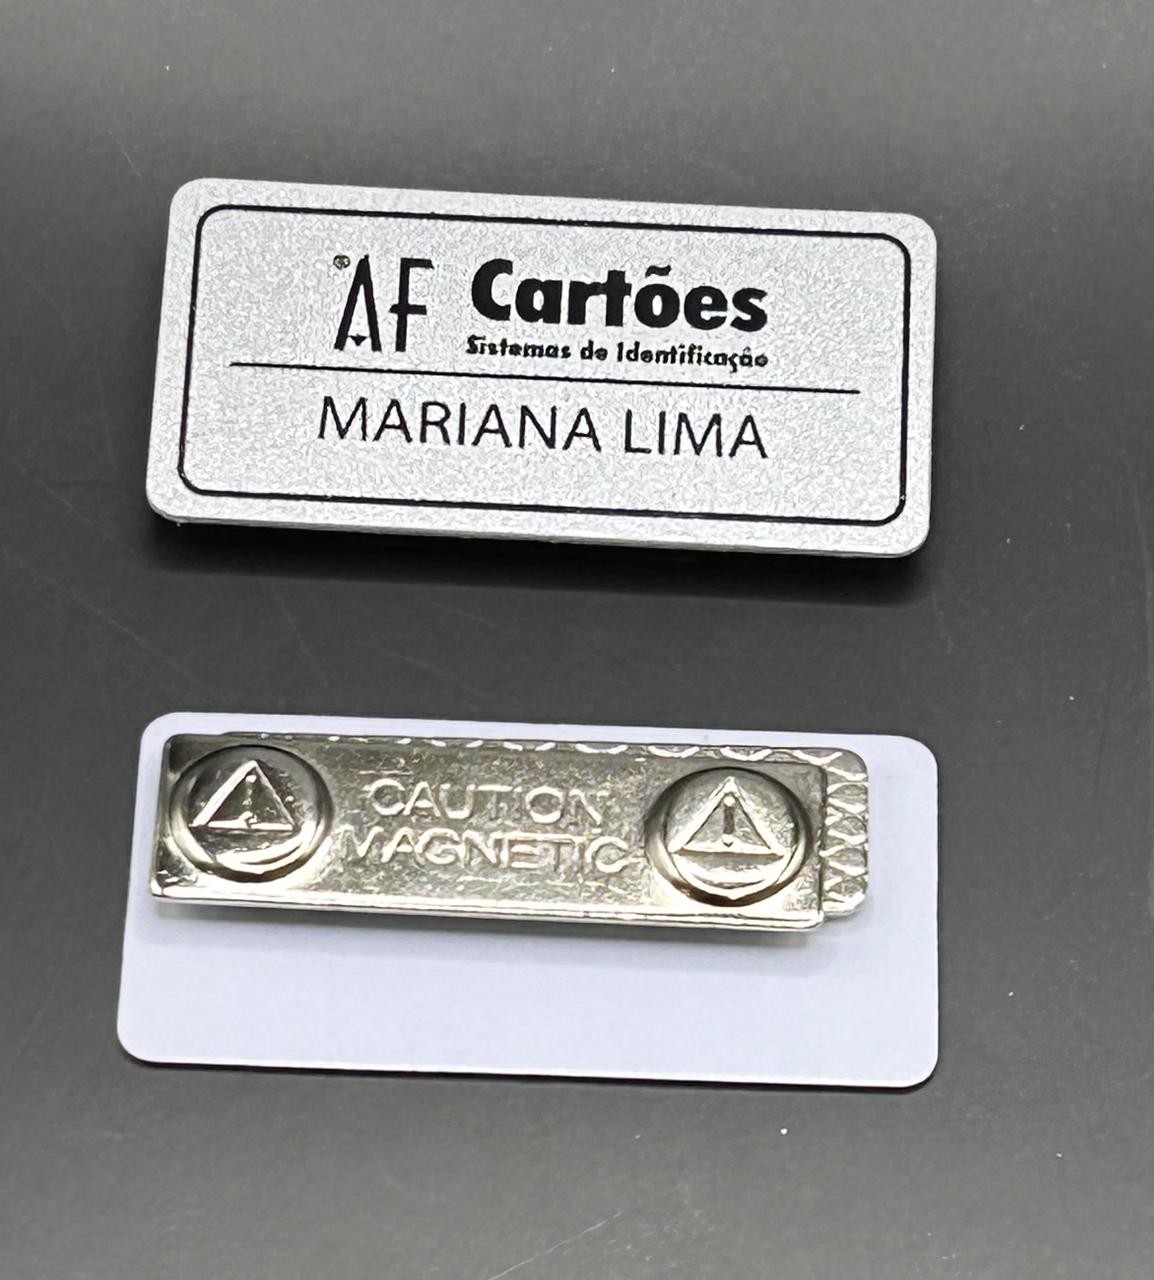 AF Cartões
Sistemas de Identificação
MARIANA LIMA
CAUTION
MAGNETIC